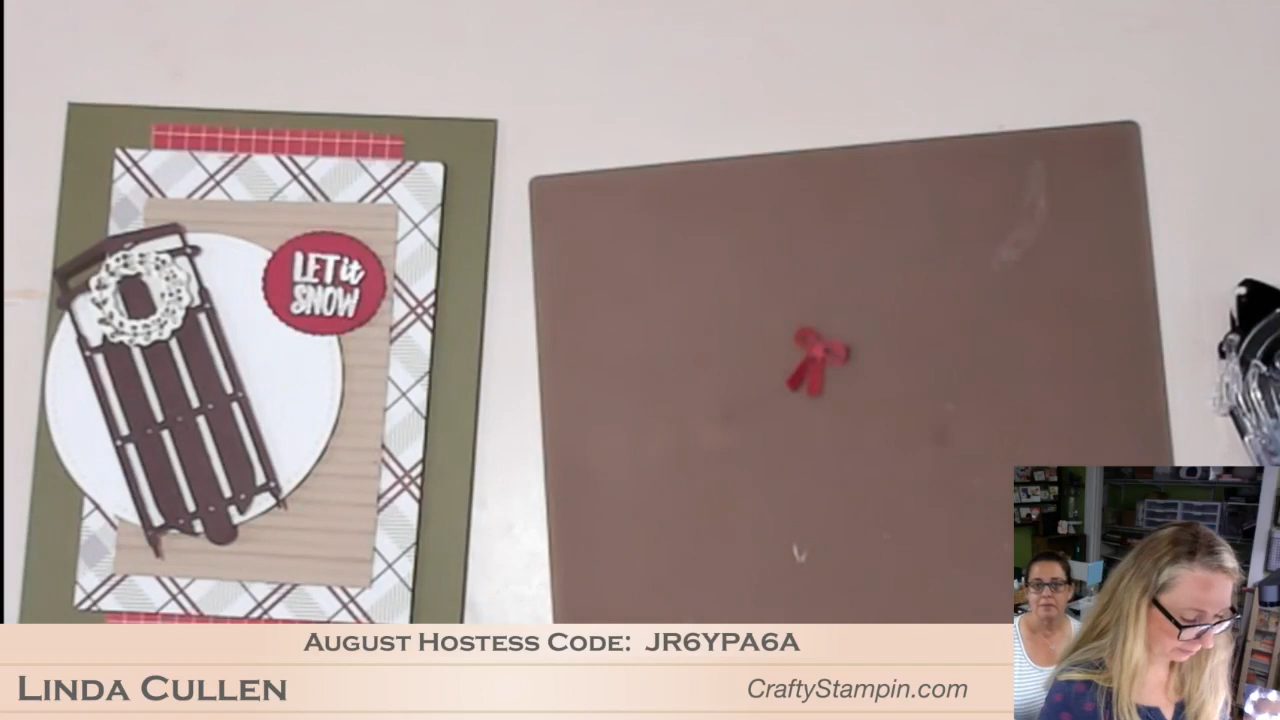 LET it
SNOW
AUGUST HOSTESS CODE: JR6YPA6A
LINDA CULLEN
CraftyStampin.com